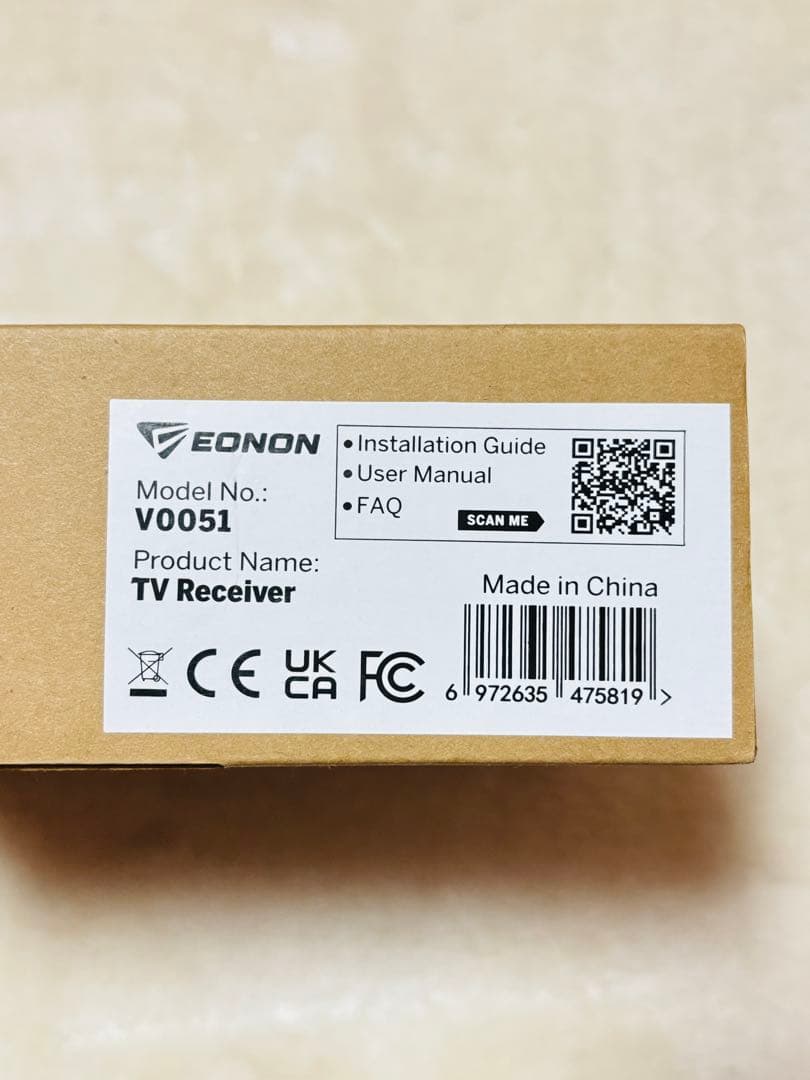 EONON
Model No.:
V0051
Product Name:
TV Receiver
• Installation Guide
• User Manual
• FAQ
SCAN ME
Made in China
CE
UK
CA
FC
6 972635 475819 >